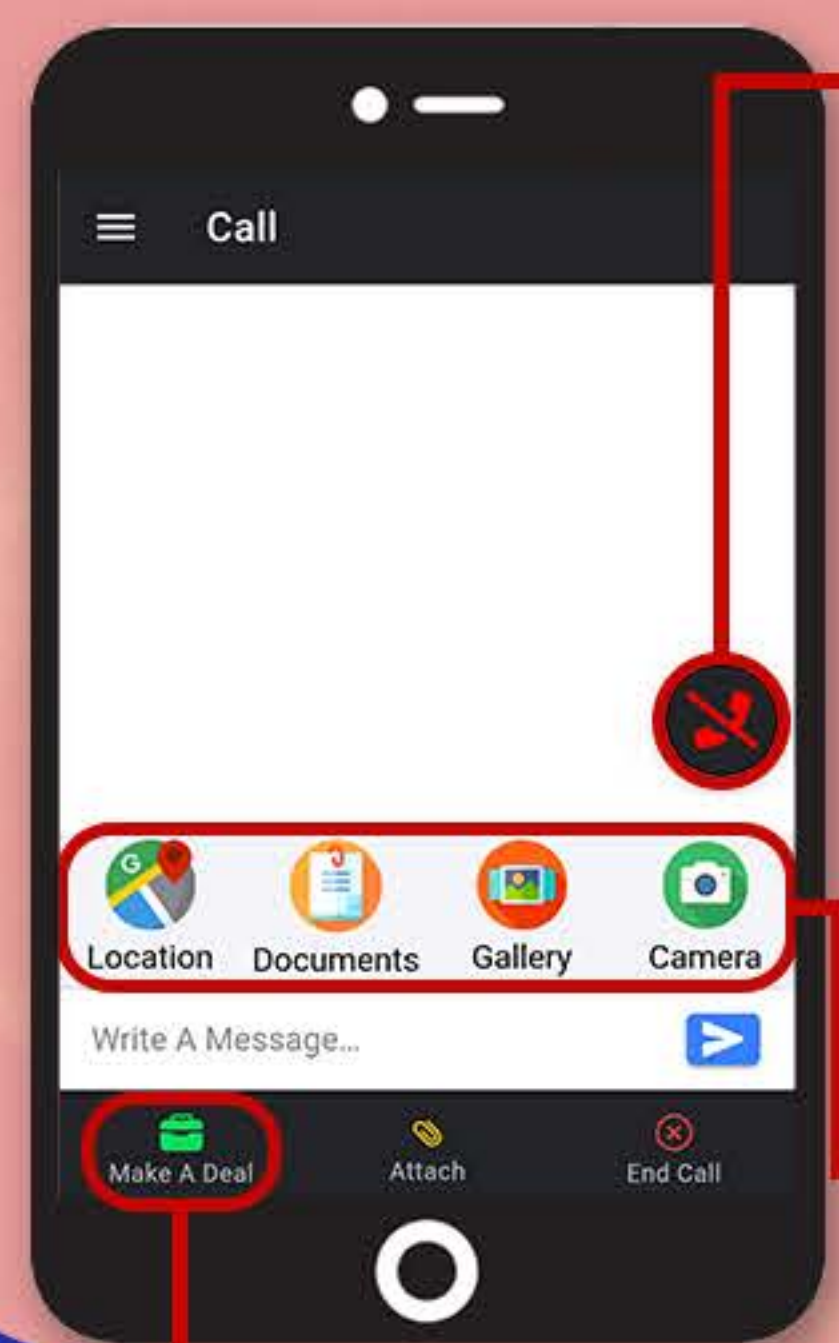 Call
G
Location Documents Gallery Camera
Write A Message...
Make A Deal Attach End Call